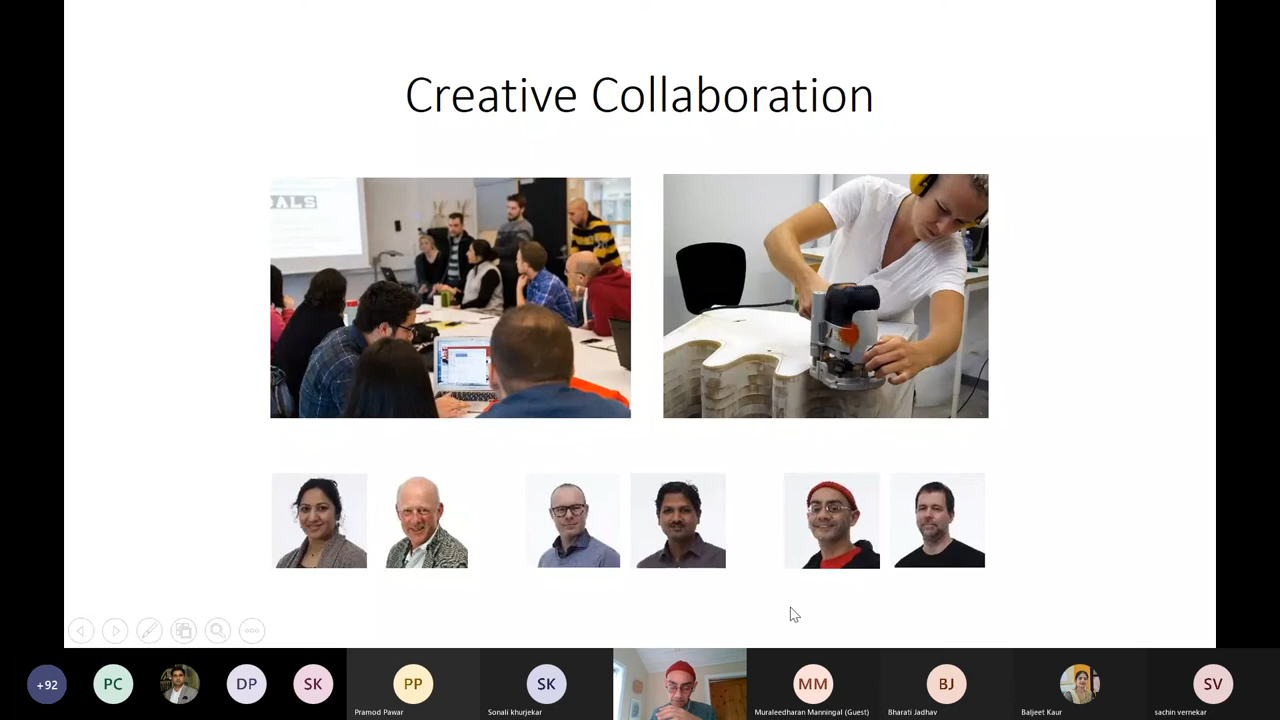 Creative Collaboration
ALS
+92
PC
DP
SK
PP
Pramod Pawar
SK
Sonali khurjekar
MM
Muraleedharan Manningal (Guest)
BJ
Bharati Jadhav
Baljeet Kaur
SV
sachin vernekar